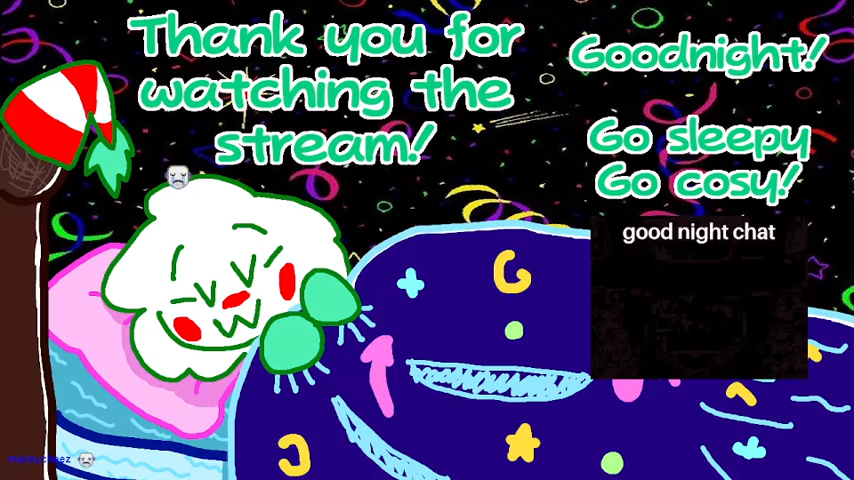 Thank you for
watching the
stream!
Goodnight!
Go sleepy
Go cosy!
good night chat